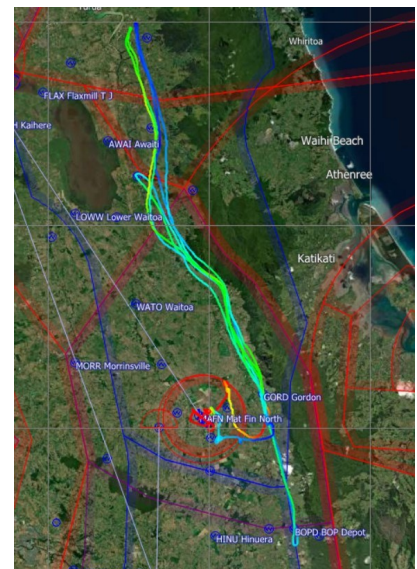 Whiritoa
FLAX Flaxmill T J
H Kaihere
AWAI Awaiti
Waihi Beach
Athenree
LOWW Lower Waitoa
Katikati
WATO Waitoa
MORR Morrinsville
GORD Gordon
AFN Mat Fin North
HINU Hinuera
BOPD BOP Depot